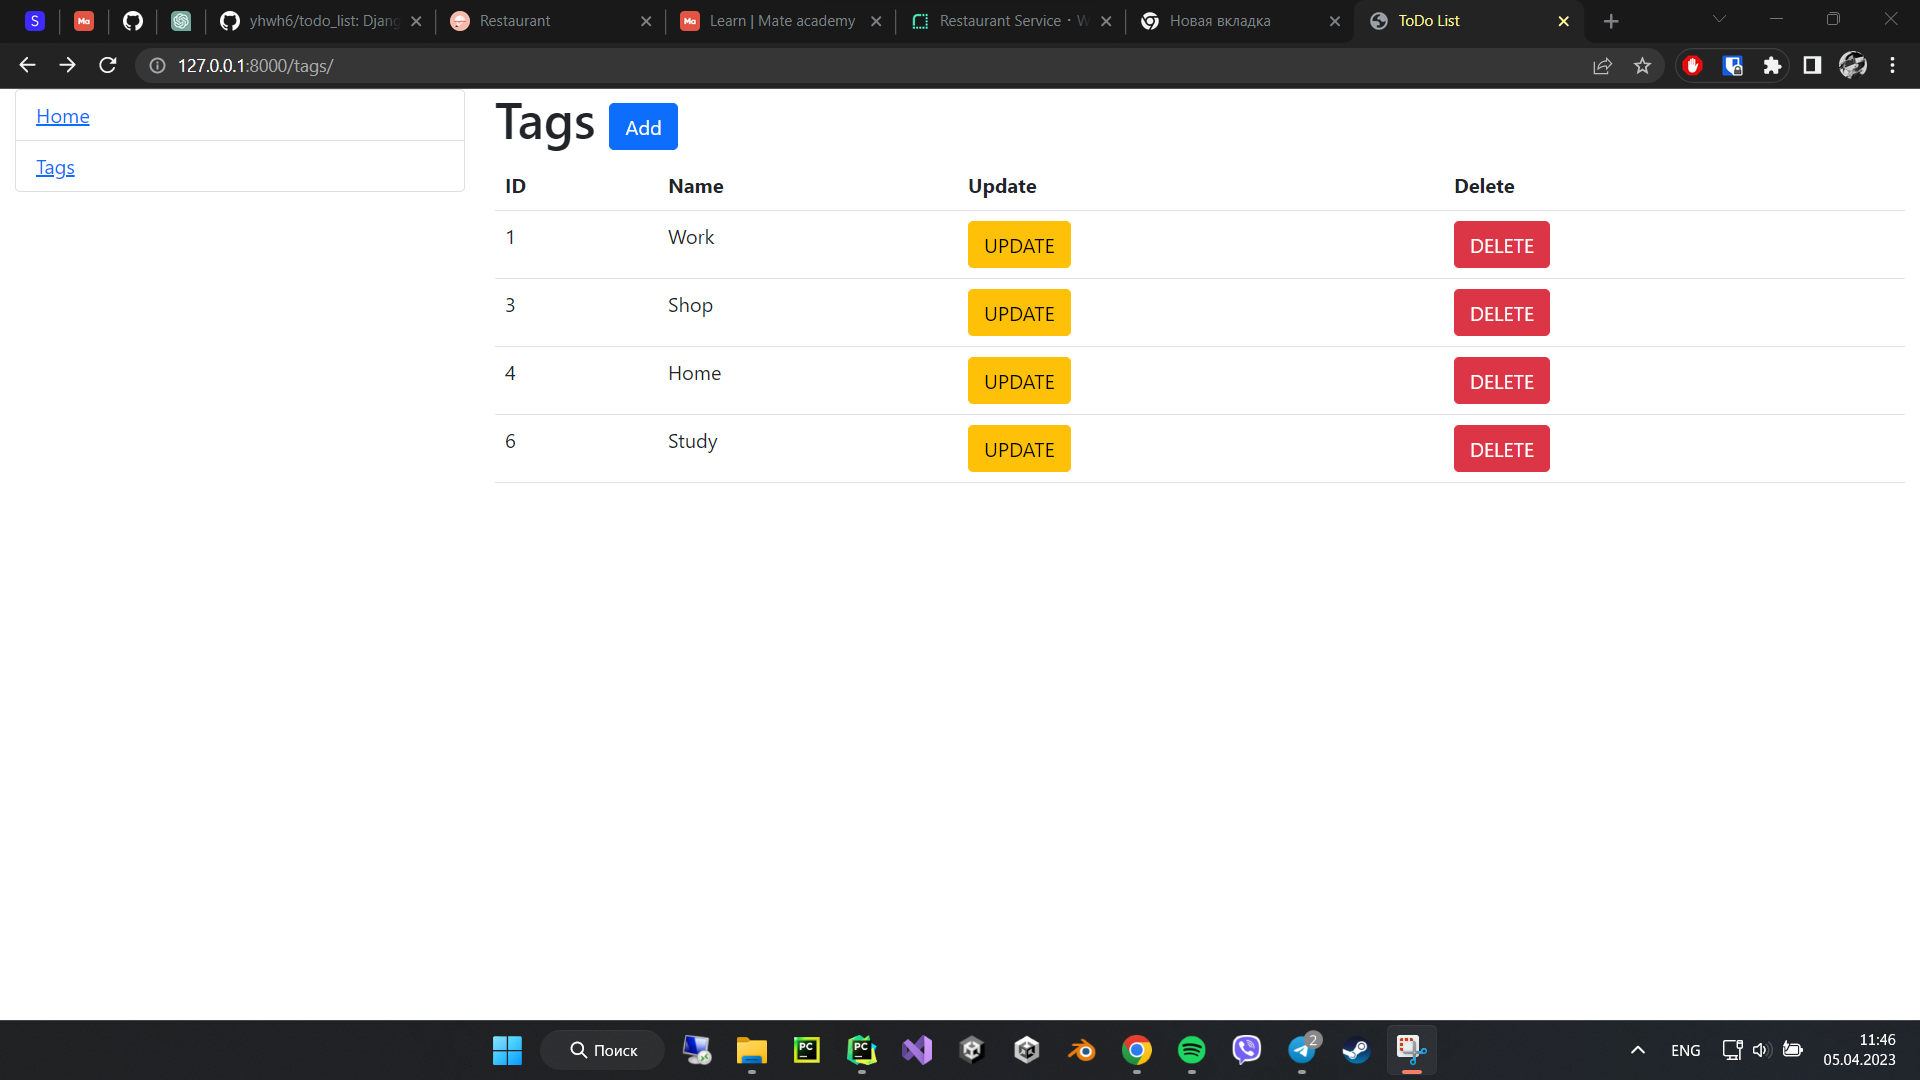 S
Ma
yhwh6/todo_list: Djang
Restaurant
Ma
Learn | Mate academy
Restaurant Service · W
Новая вкладка
ToDo List
127.0.0.1:8000/tags/
Home
Tags
Tags Add
ID Name Update Delete
1 Work UPDATE DELETE
3 Shop UPDATE DELETE
4 Home UPDATE DELETE
6 Study UPDATE DELETE
Поиск
PC
PC
2
ENG
11:46
05.04.2023